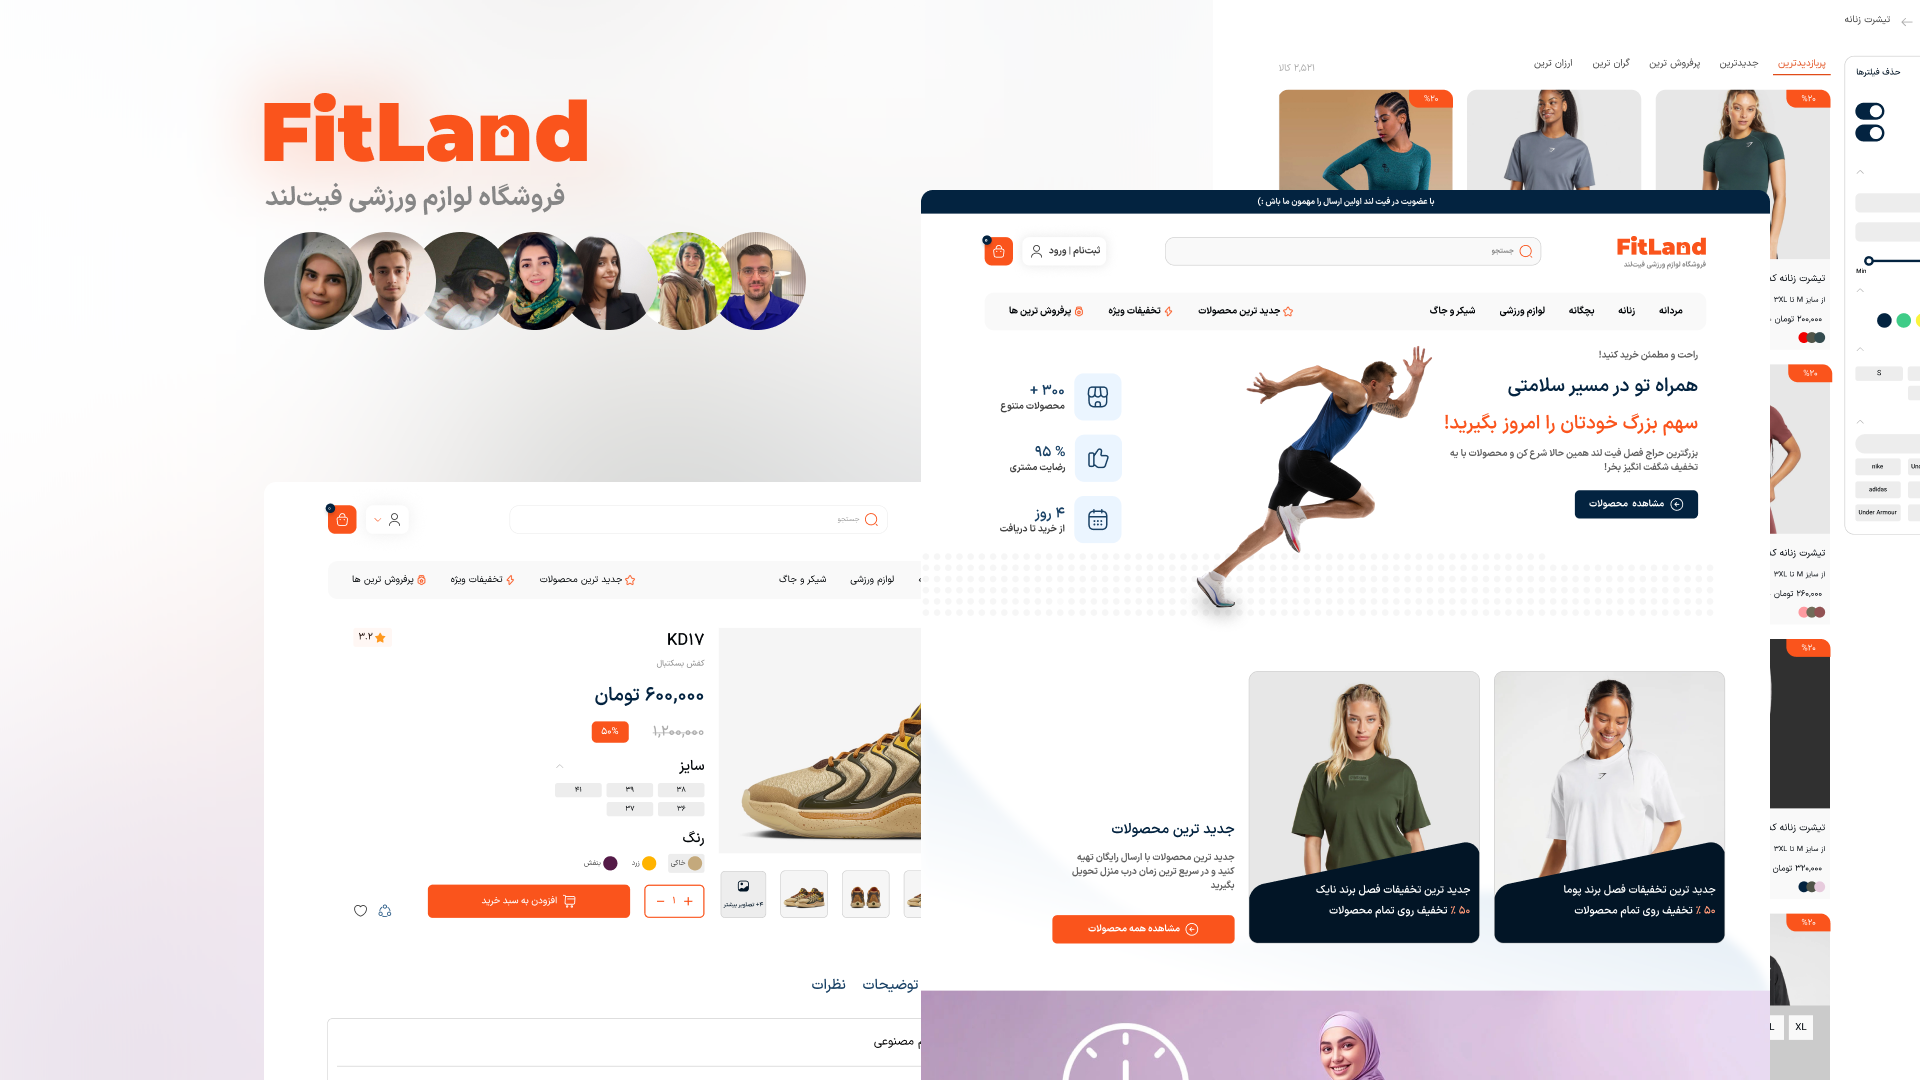 FitLand
فروشگاه لوازم ورزشی فیت‌لند
تیشرت زنانه
پربازدیدترین
جدیدترین
پرفروش ترین
گران ترین
ارزان ترین
۲,۵۲۱ کالا
حذف فیلترها
%۲۰
%۲۰
Min
S
nike
adidas
Under Armour
از سایز M تا ۳XL
۲۰۰,۰۰۰ تومان
%۲۰
از سایز M تا ۳XL
۲۶۰,۰۰۰ تومان
%۲۰
از سایز M تا ۳XL
۳۲۰,۰۰۰ تومان
%۲۰
L
XL
با عضویت در فیت لند اولین ارسال را مهمون ما باش :)
FitLand
فروشگاه لوازم ورزشی فیت‌لند
جستجو
ثبت‌نام | ورود
مردانه
زنانه
بچگانه
لوازم ورزشی
شیکر و جاگ
جدید ترین محصولات
تخفیفات ویژه
پرفروش ترین ها
راحت و مطمئن خرید کنید!
همراه تو در مسیر سلامتی
سهم بزرگ خودتان را امروز بگیرید!
بزرگترین حراج فصل فیت لند همین حالا شرع کن و محصولات با یه
تخفیف شگفت انگیز بخر!
مشاهده محصولات
۳۰۰ +
محصولات متنوع
۹۵ %
رضایت مشتری
۴ روز
از خرید تا دریافت
جدید ترین محصولات
جدید ترین محصولات با ارسال رایگان تهیه
کنید و در سریع ترین زمان درب منزل تحویل
بگیرید
مشاهده همه محصولات
جدید ترین تخفیفات فصل برند نایک
۵۰ ٪ تخفیف روی تمام محصولات
جدید ترین تخفیفات فصل برند پوما
۵۰ ٪ تخفیف روی تمام محصولات
جستجو
لوازم ورزشی
شیکر و جاگ
جدید ترین محصولات
تخفیفات ویژه
پرفروش ترین ها
KD۱۷
۳.۲
کفش بسکتبال
۶۰۰,۰۰۰ تومان
۱,۲۰۰,۰۰۰
۵۰%
سایز
۳۸
۳۹
۴۱
۳۶
۳۷
رنگ
خاکی
زرد
بنفش
+ ۱ −
افزودن به سبد خرید
۴+ تصاویر بیشتر
توضیحات
نظرات
مصنوعی